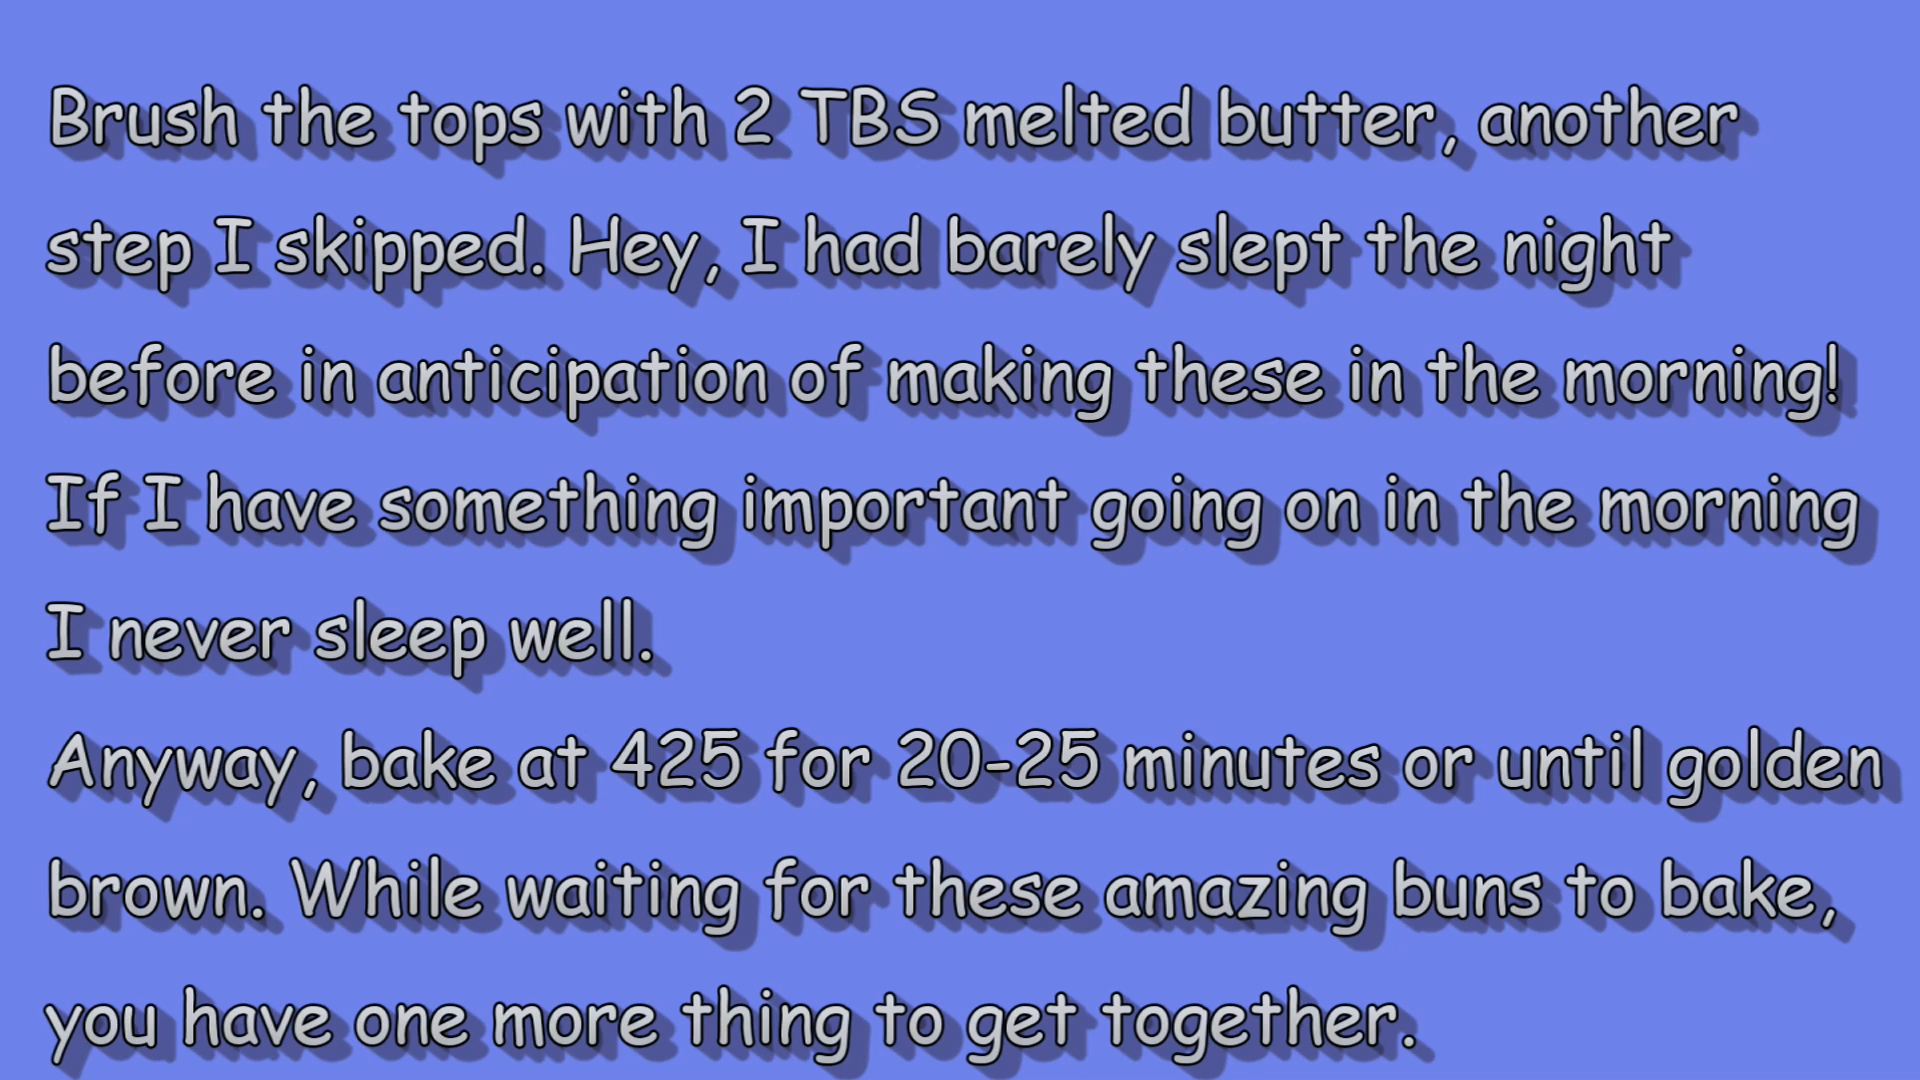 Brush the tops with 2 TBS melted butter, another
step I skipped. Hey, I had barely slept the night
before in anticipation of making these in the morning!
If I have something important going on in the morning
I never sleep well.
Anyway, bake at 425 for 20-25 minutes or until golden
brown. While waiting for these amazing buns to bake,
you have one more thing to get together.